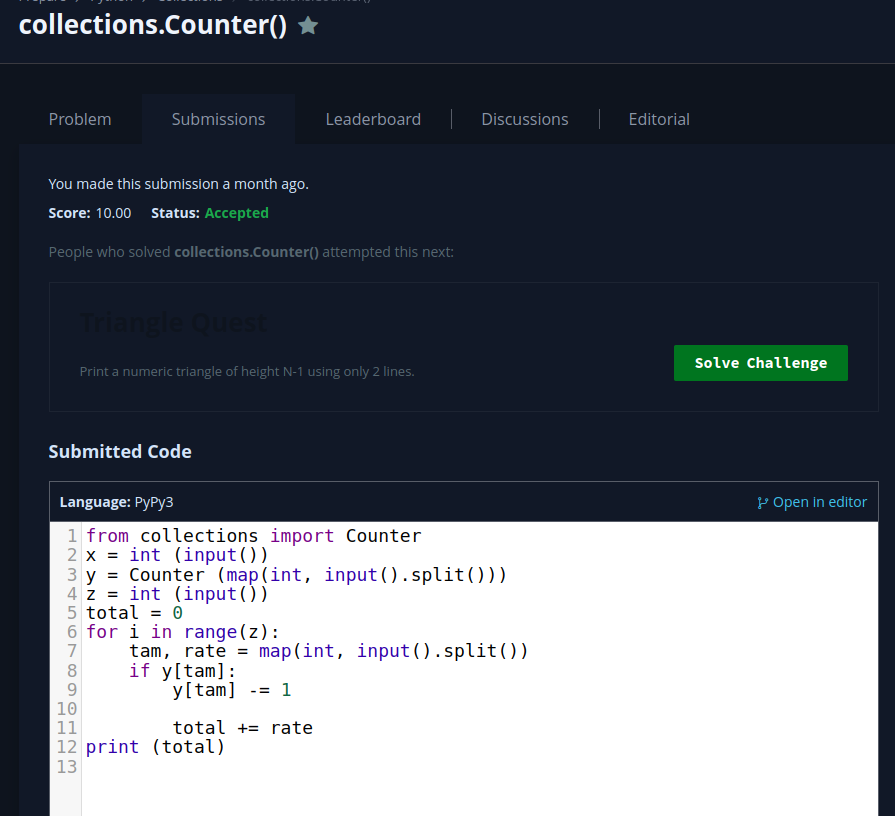 collections.Counter()
Problem
Submissions
Leaderboard
Discussions
Editorial
You made this submission a month ago.
Score: 10.00 Status: Accepted
People who solved collections.Counter() attempted this next:
Triangle Quest
Print a numeric triangle of height N-1 using only 2 lines.
Solve Challenge
Submitted Code
Language: PyPy3
Open in editor
1 from collections import Counter
2 x = int (input())
3 y = Counter (map(int, input().split()))
4 z = int (input())
5 total = 0
6 for i in range(z):
7     tam, rate = map(int, input().split())
8     if y[tam]:
9         y[tam] -= 1
10
11         total += rate
12 print (total)
13